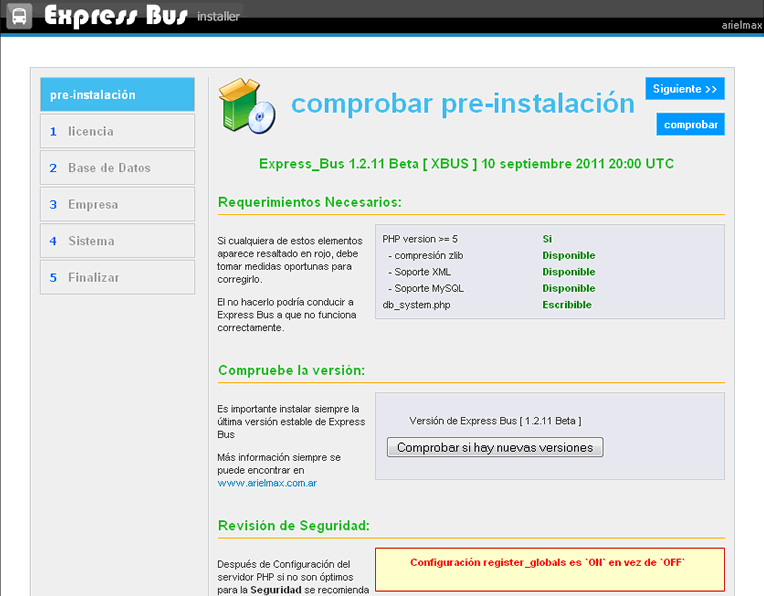 Express Bus installer
arielmax
pre-instalación
1 licencia
2 Base de Datos
3 Empresa
4 Sistema
5 Finalizar
comprobar pre-instalación
Siguiente >>
comprobar
Express_Bus 1.2.11 Beta [ XBUS ] 10 septiembre 2011 20:00 UTC
Requerimientos Necesarios:
Si cualquiera de estos elementos
aparece resaltado en rojo, debe
tomar medidas oportunas para
corregirlo.
El no hacerlo podría conducir a
Express Bus a que no funciona
correctamente.
PHP version >= 5 Si
- compresión zlib Disponible
- Soporte XML Disponible
- Soporte MySQL Disponible
db_system.php Escribible
Compruebe la versión:
Es importante instalar siempre la
última versión estable de Express
Bus
Más información siempre se
puede encontrar en
www.arielmax.com.ar
Versión de Express Bus [ 1.2.11 Beta ]
Comprobar si hay nuevas versiones
Revisión de Seguridad:
Después de Configuración del
servidor PHP si no son óptimos
para la Seguridad se recomienda
Configuración register_globals es `ON` en vez de `OFF`